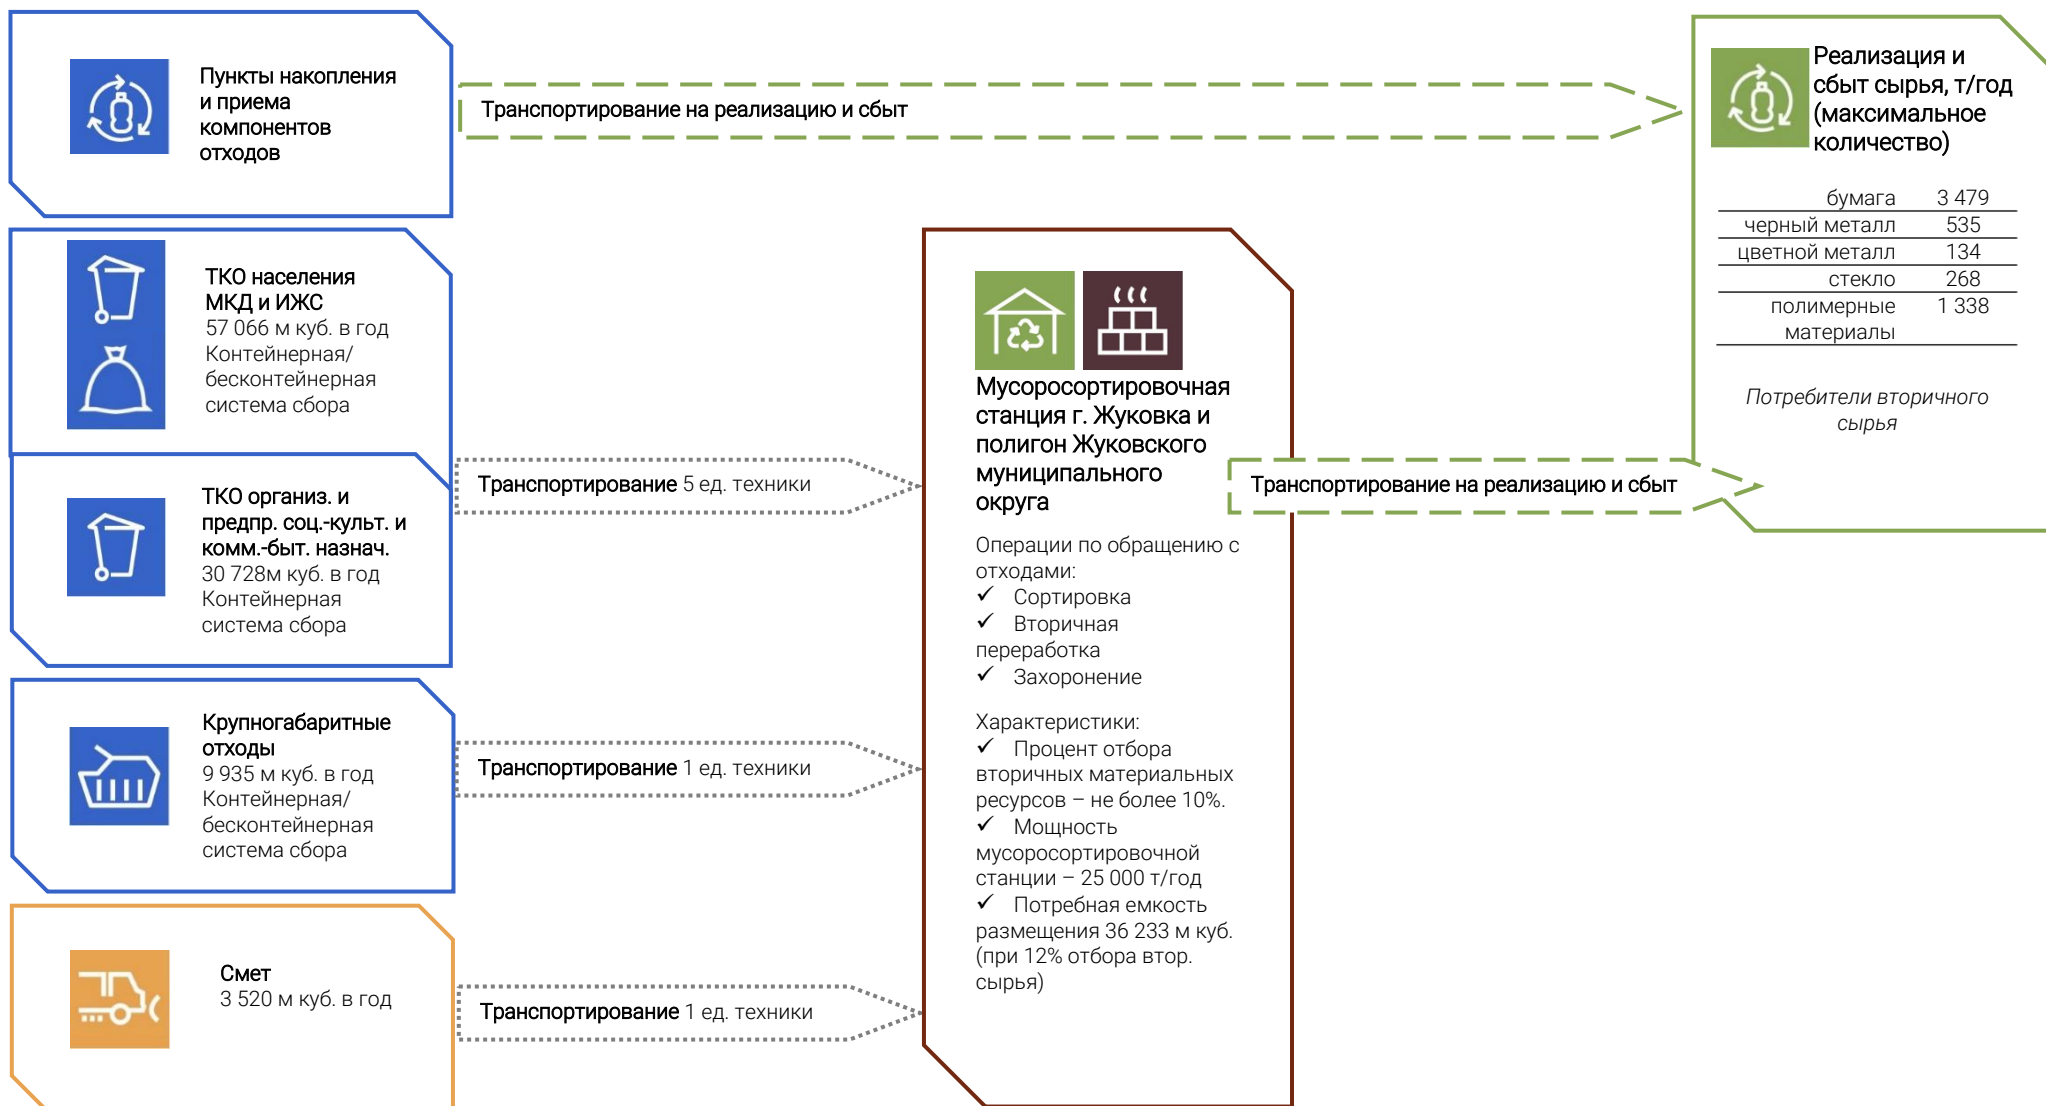 Пункты накопления
и приема
компонентов
отходов
Транспортирование на реализацию и сбыт
Реализация и
сбыт сырья, т/год
(максимальное
количество)
бумага 3 479
черный металл 535
цветной металл 134
стекло 268
полимерные 1 338
материалы
Потребители вторичного
сырья
ТКО населения
МКД и ИЖС
57 066 м куб. в год
Контейнерная/
бесконтейнерная
система сбора
ТКО организ. и
предпр. соц.-культ. и
комм.-быт. назнач.
30 728м куб. в год
Контейнерная
система сбора
Транспортирование 5 ед. техники
Крупногабаритные
отходы
9 935 м куб. в год
Контейнерная/
бесконтейнерная
система сбора
Транспортирование 1 ед. техники
Смет
3 520 м куб. в год
Транспортирование 1 ед. техники
Мусоросортировочная
станция г. Жуковка и
полигон Жуковского
муниципального
округа
Операции по обращению с
отходами:
✓ Сортировка
✓ Вторичная
переработка
✓ Захоронение
Характеристики:
✓ Процент отбора
вторичных материальных
ресурсов – не более 10%.
✓ Мощность
мусоросортировочной
станции – 25 000 т/год
✓ Потребная емкость
размещения 36 233 м куб.
(при 12% отбора втор.
сырья)
Транспортирование на реализацию и сбыт